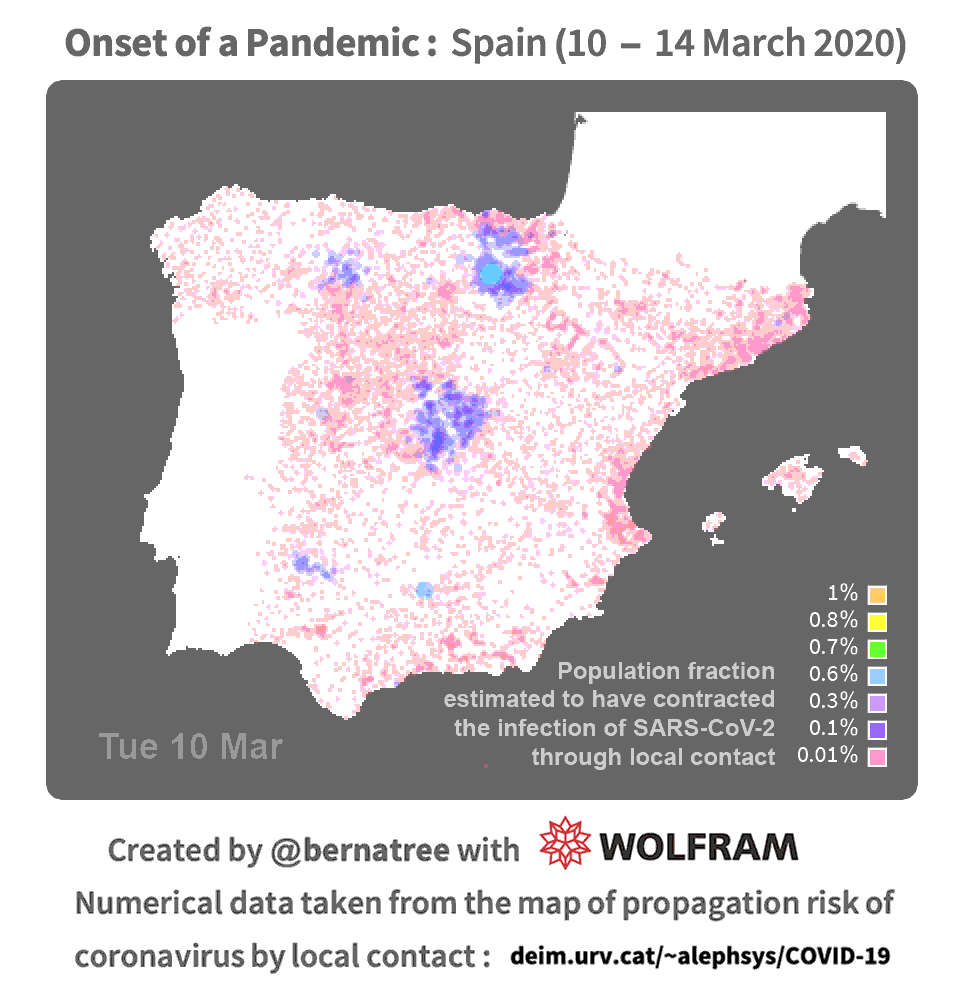 Onset of a Pandemic : Spain (10 – 14 March 2020)
1%
0.8%
0.7%
0.6%
0.3%
0.1%
0.01%
Population fraction
estimated to have contracted
the infection of SARS-CoV-2
through local contact
Tue 10 Mar
Created by @bernatree with WOLFRAM
Numerical data taken from the map of propagation risk of
coronavirus by local contact : deim.urv.cat/~alephsys/COVID-19